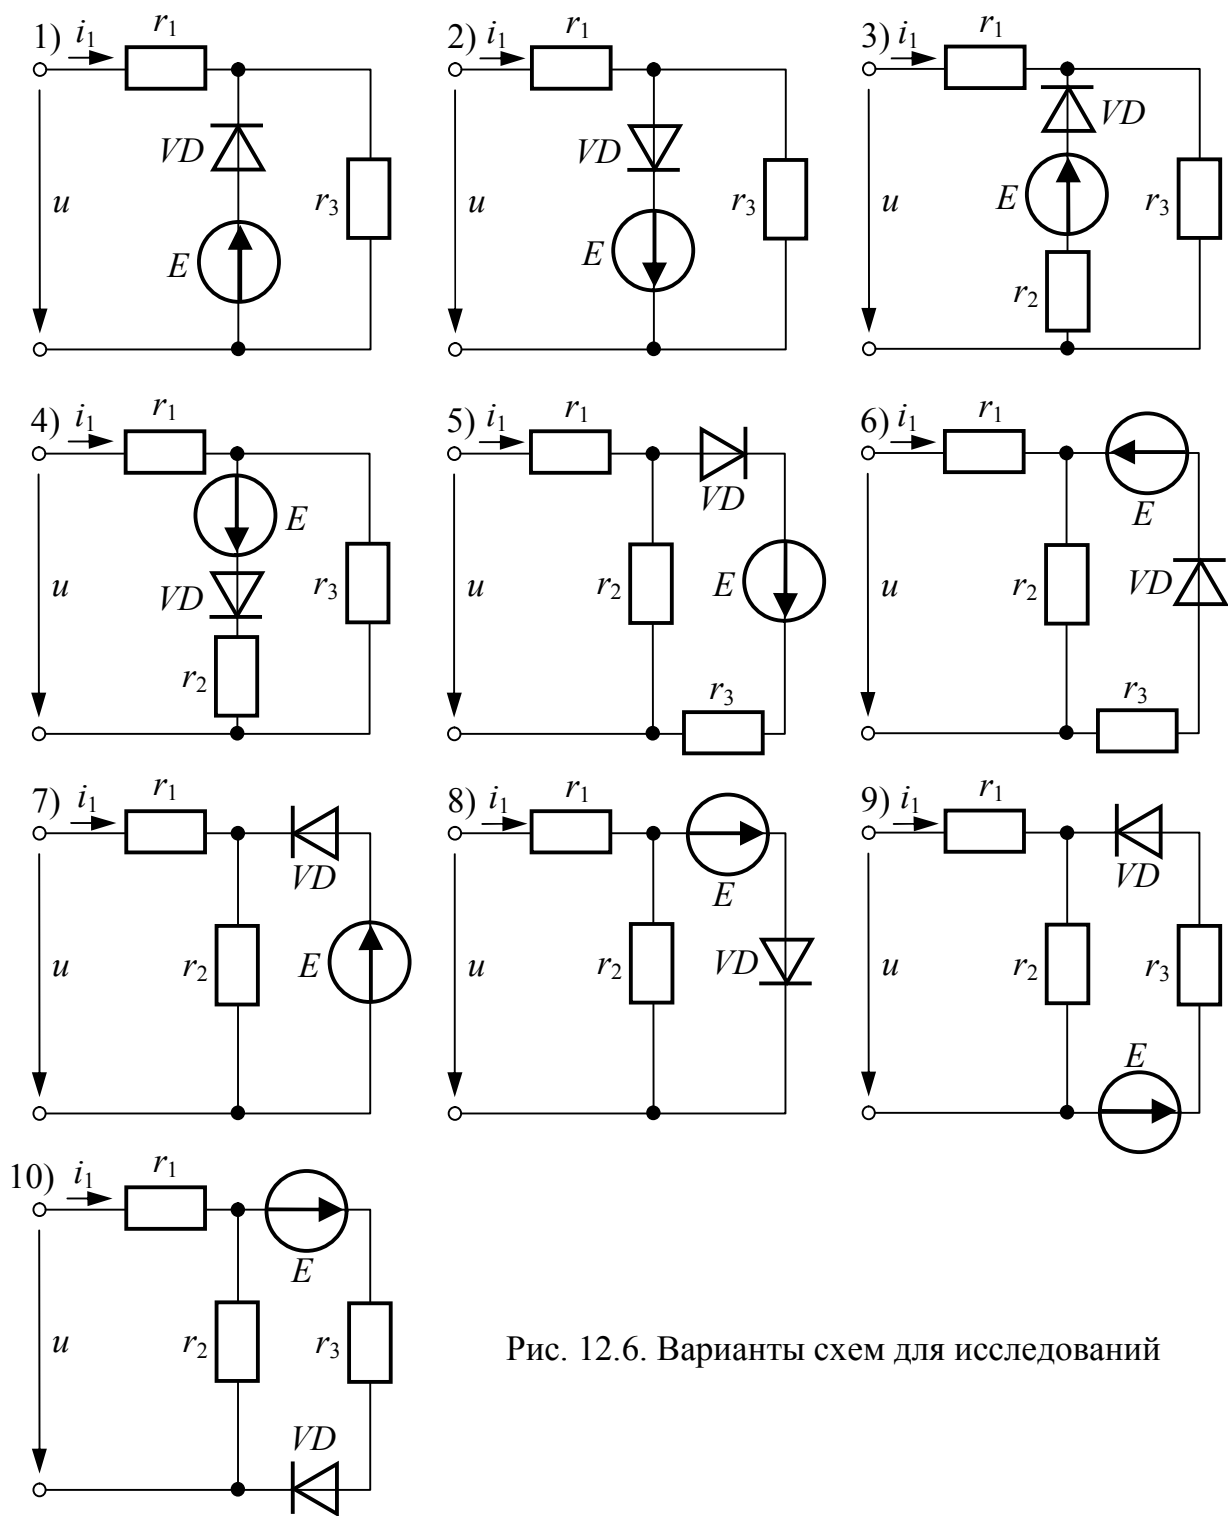 1) i₁ r₁ 2) i₁ r₁ 3) i₁ r₁
VD VD VD
u r₃ u r₃ u E r₃
E E r₂
4) i₁ r₁ 5) i₁ r₁ 6) i₁ r₁
E VD E
u VD r₃ u r₂ E u r₂ VD
r₂ r₃ r₃
7) i₁ r₁ 8) i₁ r₁ 9) i₁ r₁
VD E VD
u r₂ E u r₂ VD u r₂ r₃
E
10) i₁ r₁
E
u r₂ r₃
VD
Рис. 12.6. Варианты схем для исследований